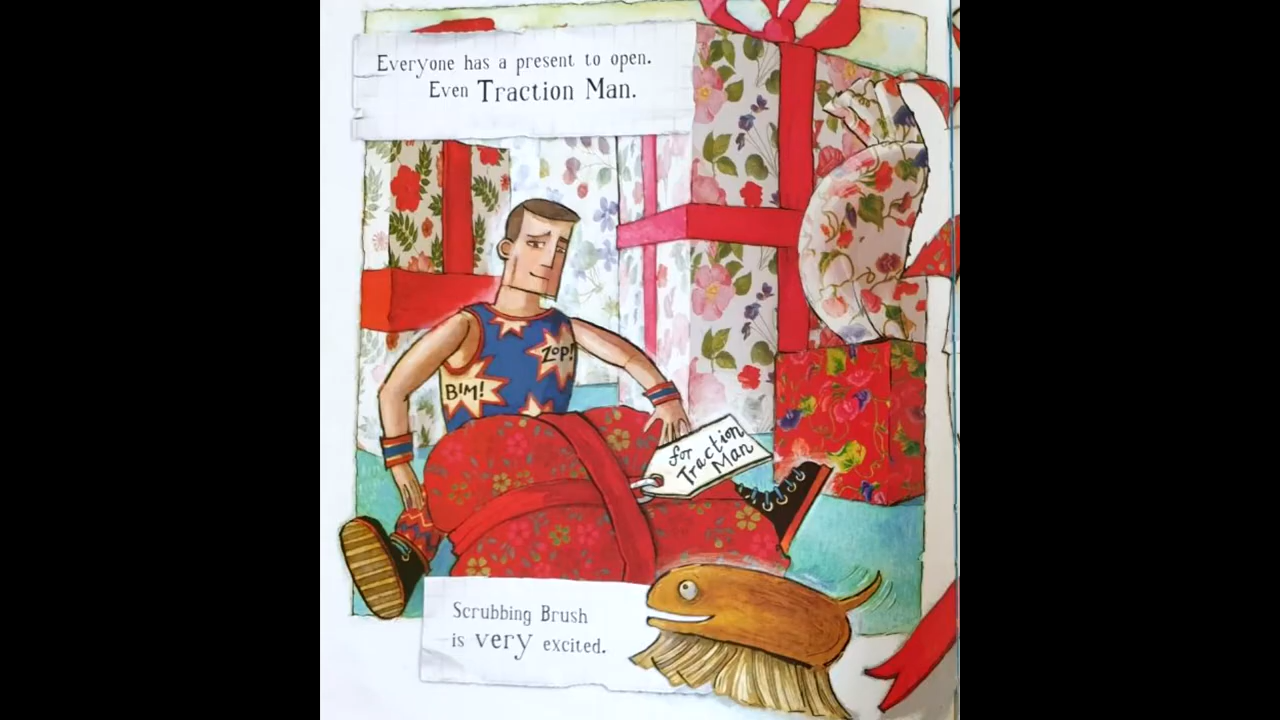 Everyone has a present to open.
Even Traction Man.
ZOP!
BIM!
for
Traction
Man
Scrubbing Brush
is very excited.